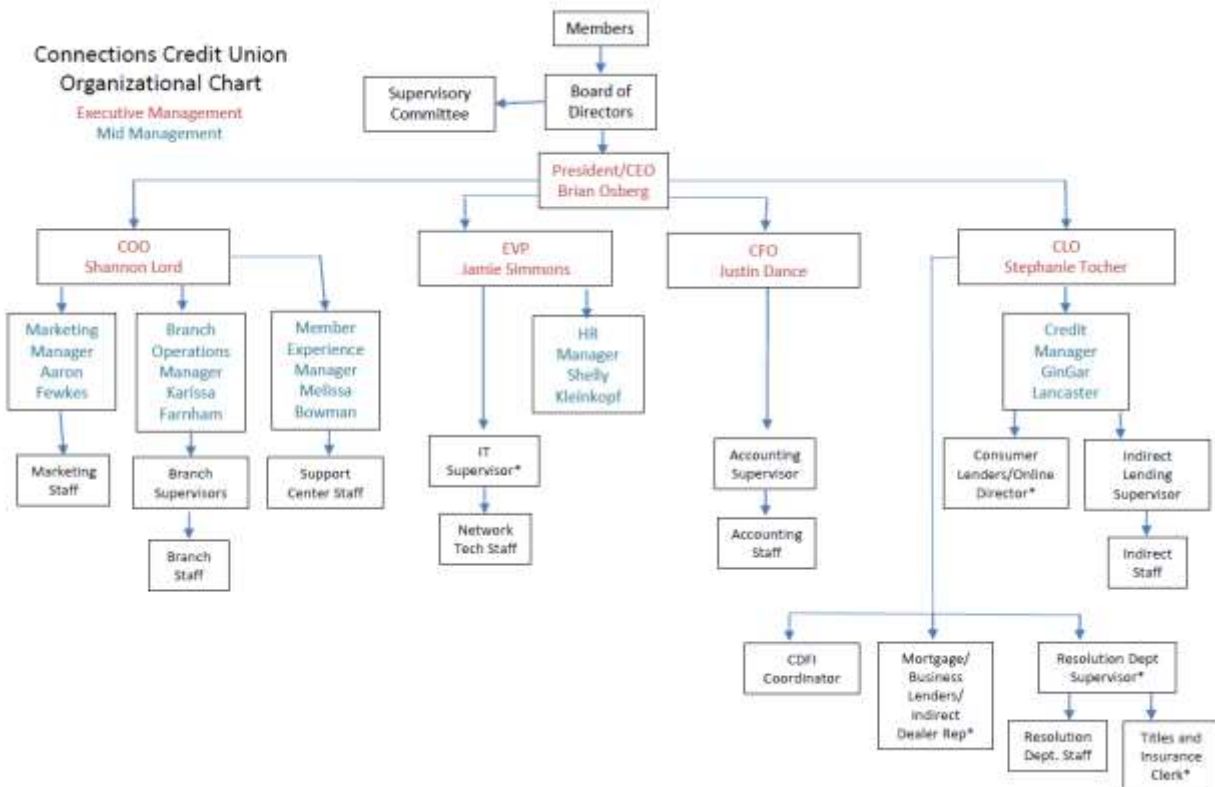 Connections Credit Union
Organizational Chart
Executive Management
Mid Management
Members
Supervisory
Committee
Board of
Directors
President/CEO
Brian Osberg
COO
Shannon Lord
EVP
Jamie Simmons
CFO
Justin Dance
CLO
Stephanie Tocher
Marketing
Manager
Aaron
Fewkes
Branch
Operations
Manager
Karissa
Farnham
Member
Experience
Manager
Melissa
Bowman
HR
Manager
Shelly
Kleinkopf
Credit
Manager
GinGar
Lancaster
Marketing
Staff
Branch
Supervisors
Support
Center Staff
IT
Supervisor*
Accounting
Supervisor
Consumer
Lenders/Online
Director*
Indirect
Lending
Supervisor
Branch
Staff
Network
Tech Staff
Accounting
Staff
Indirect
Staff
CDFI
Coordinator
Mortgage/
Business
Lenders/
Indirect
Dealer Rep*
Resolution Dept
Supervisor*
Resolution
Dept. Staff
Titles and
Insurance
Clerk*